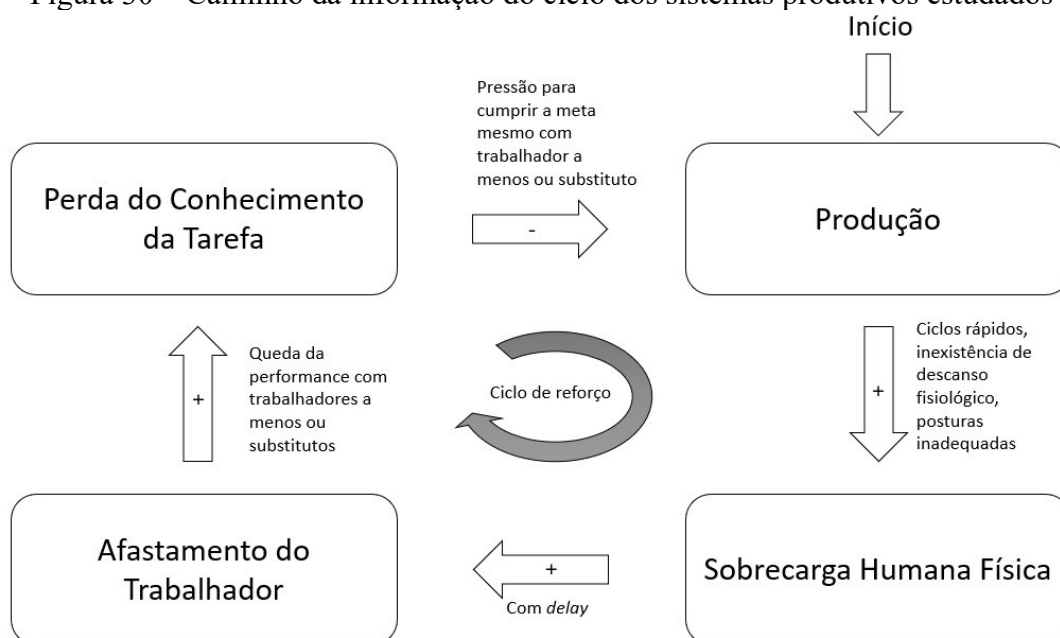 Figura 30 – Caminho da informação do ciclo dos sistemas produtivos estudados
Início
Pressão para
cumprir a meta
mesmo com
trabalhador a
menos ou substituto
Perda do Conhecimento
da Tarefa
-
Produção
Queda da
performance com
trabalhadores a
menos ou
substitutos
+
Ciclo de reforço
+
Ciclos rápidos,
inexistência de
descanso
fisiológico,
posturas
inadequadas
Afastamento do
Trabalhador
+
Com delay
Sobrecarga Humana Física